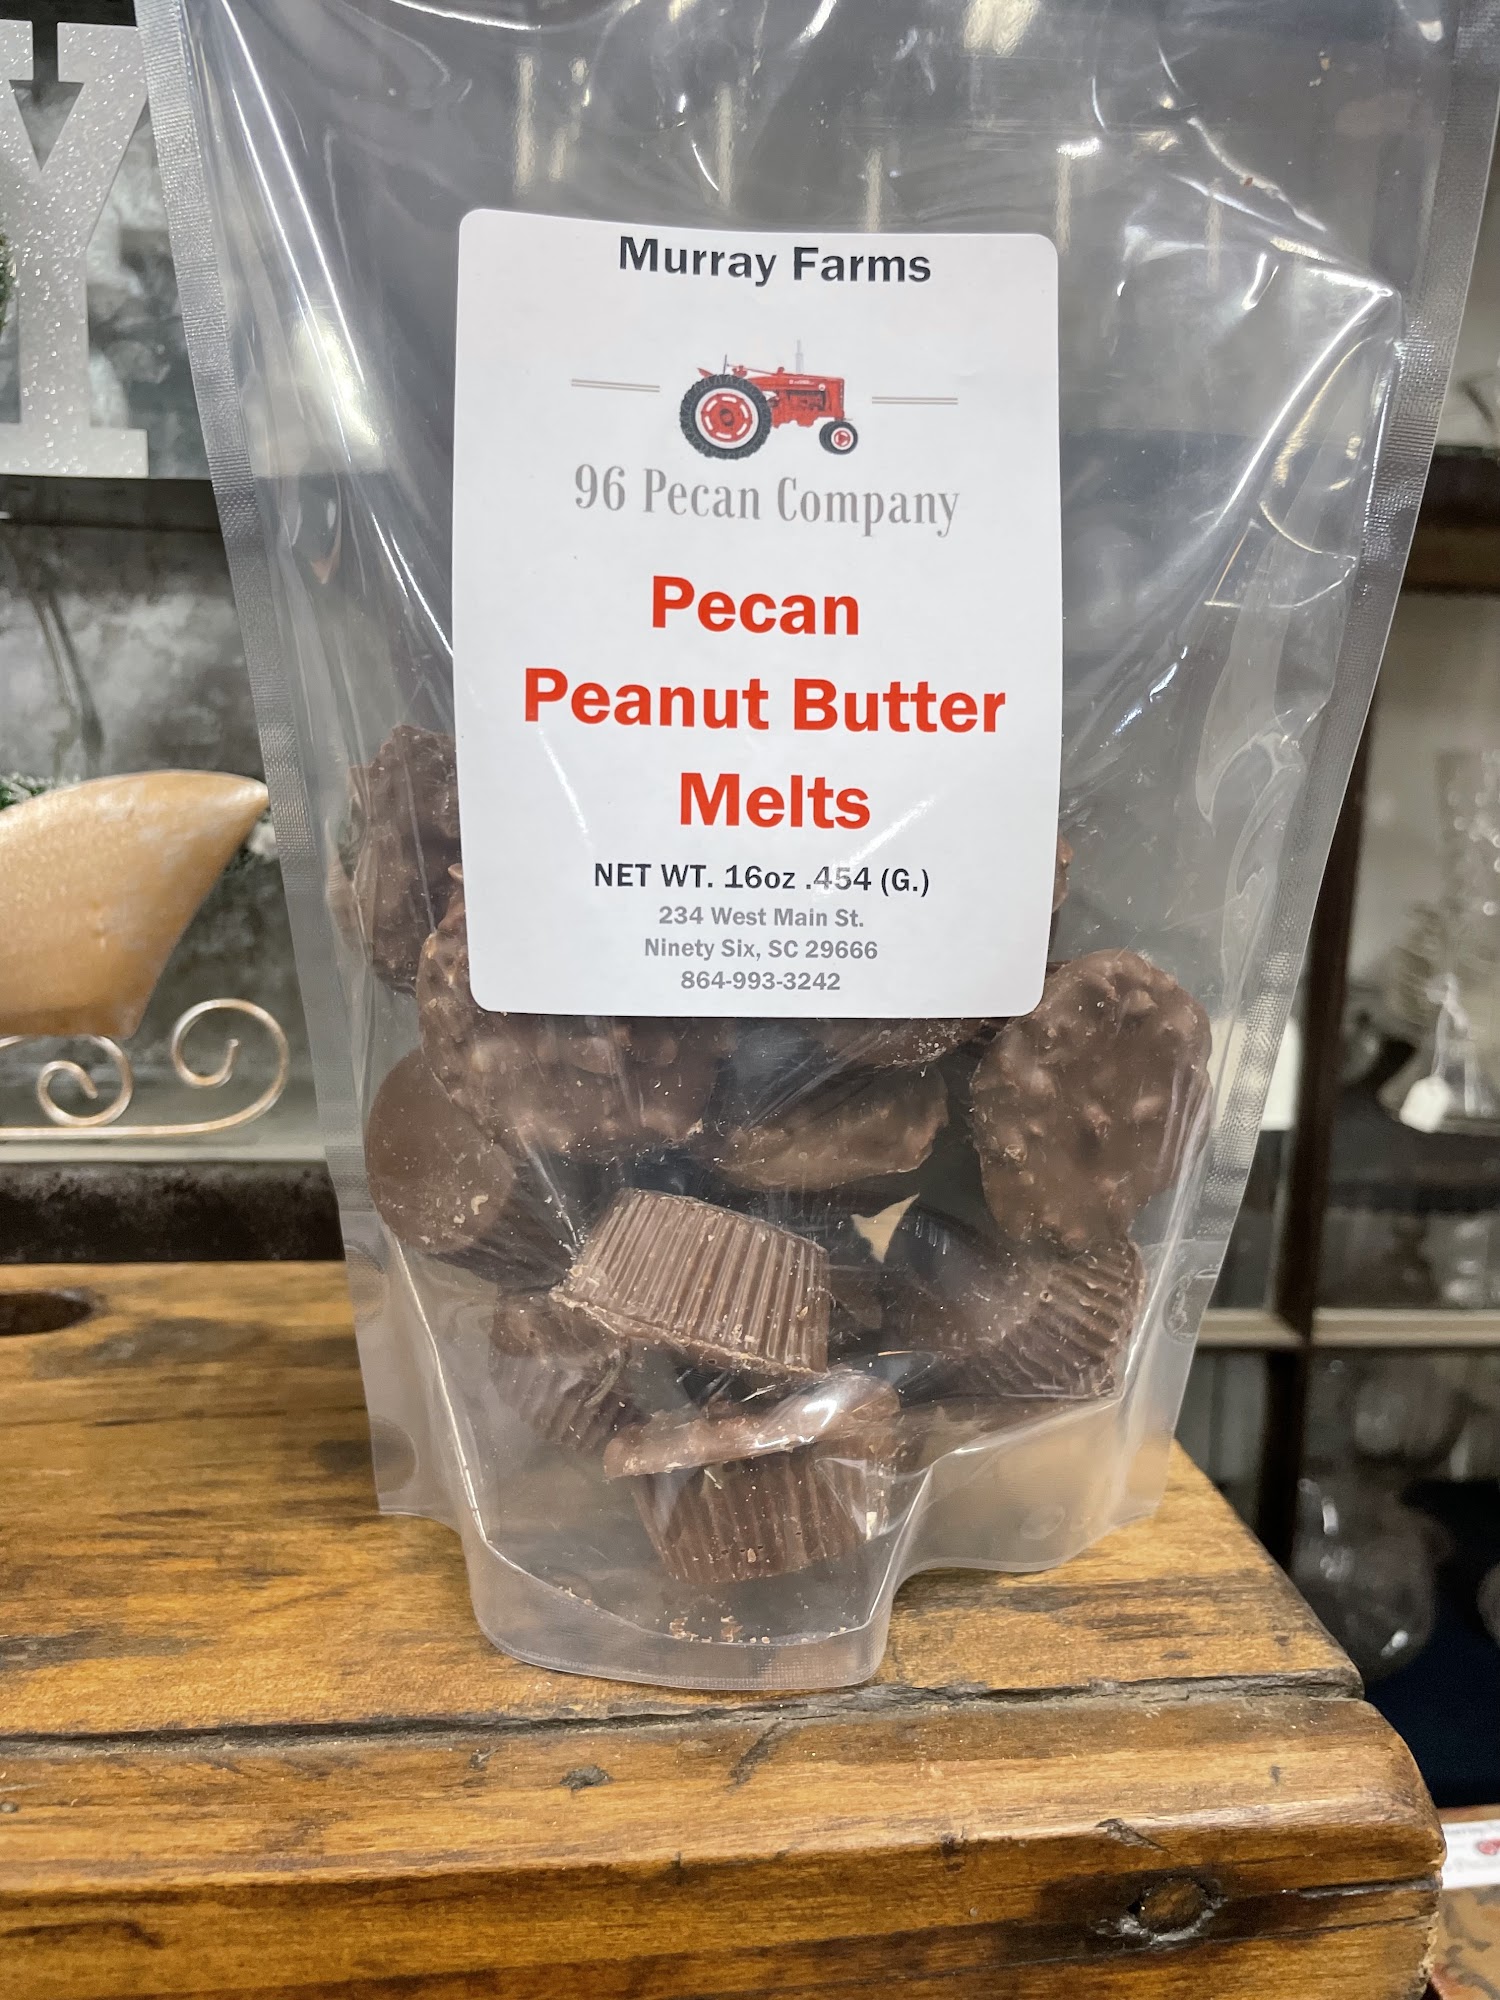 Y
Murray Farms
96 Pecan Company
Pecan
Peanut Butter
Melts
NET WT. 16oz .454 (G.)
234 West Main St.
Ninety Six, SC 29666
864-993-3242